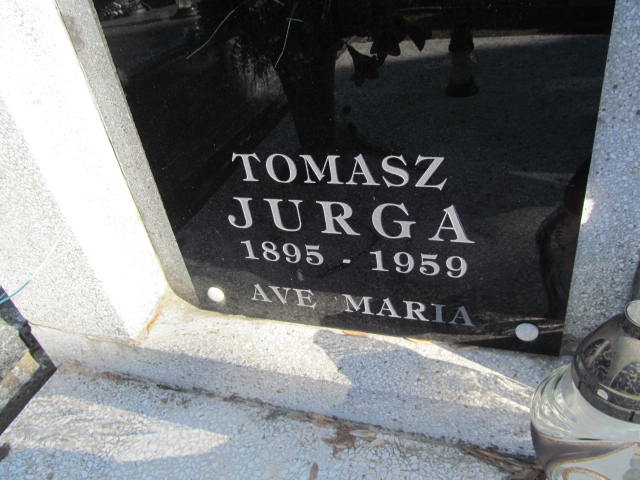 TOMASZ
JURGA
1895 - 1959
AVE MARIA